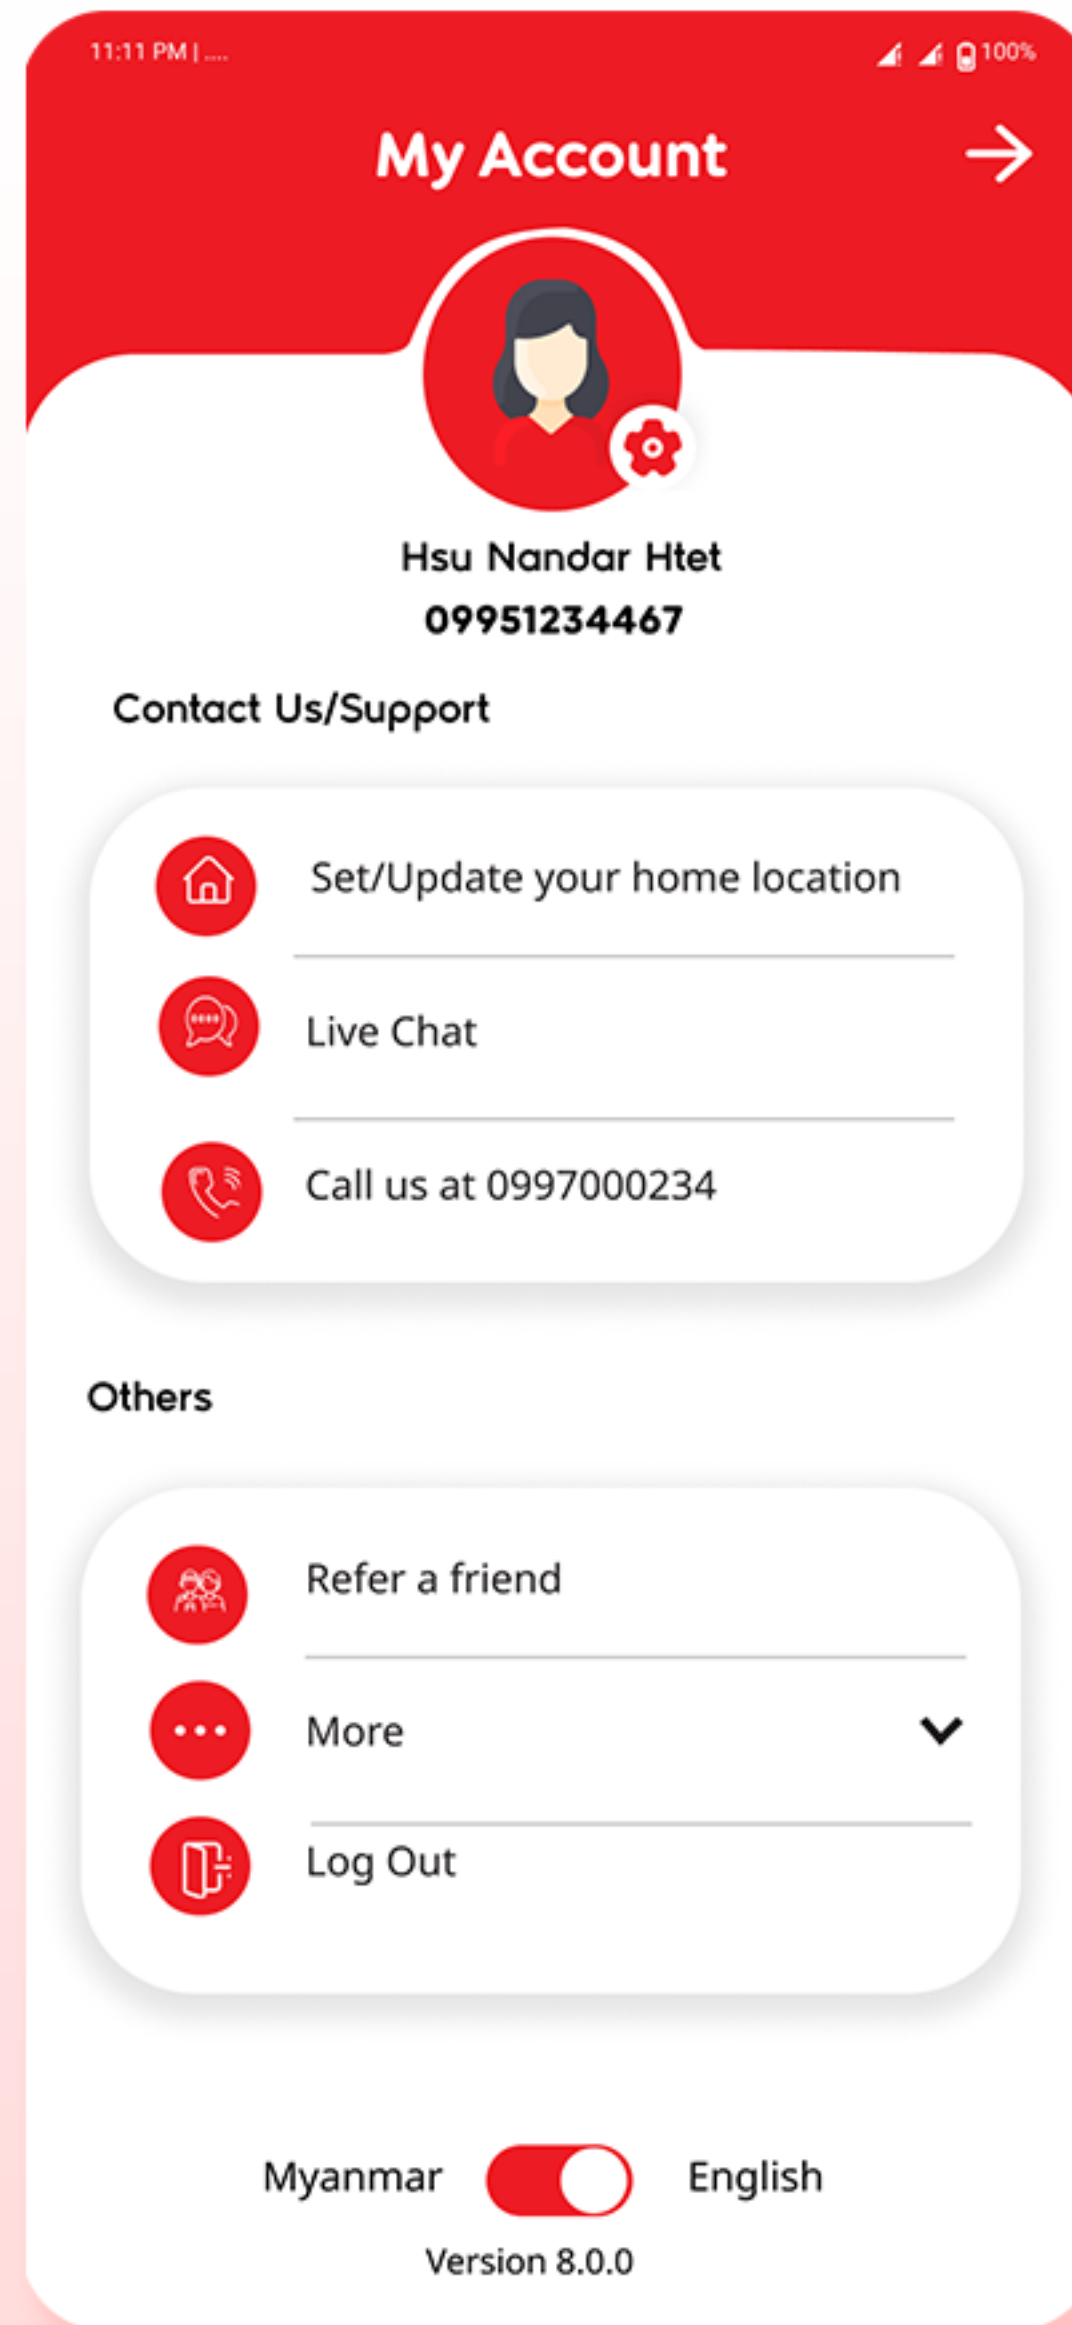 11:11 PM | ....
100%
My Account
Hsu Nandar Htet
09951234467
Contact Us/Support
Set/Update your home location
Live Chat
Call us at 0997000234
Others
Refer a friend
More
Log Out
Myanmar English
Version 8.0.0